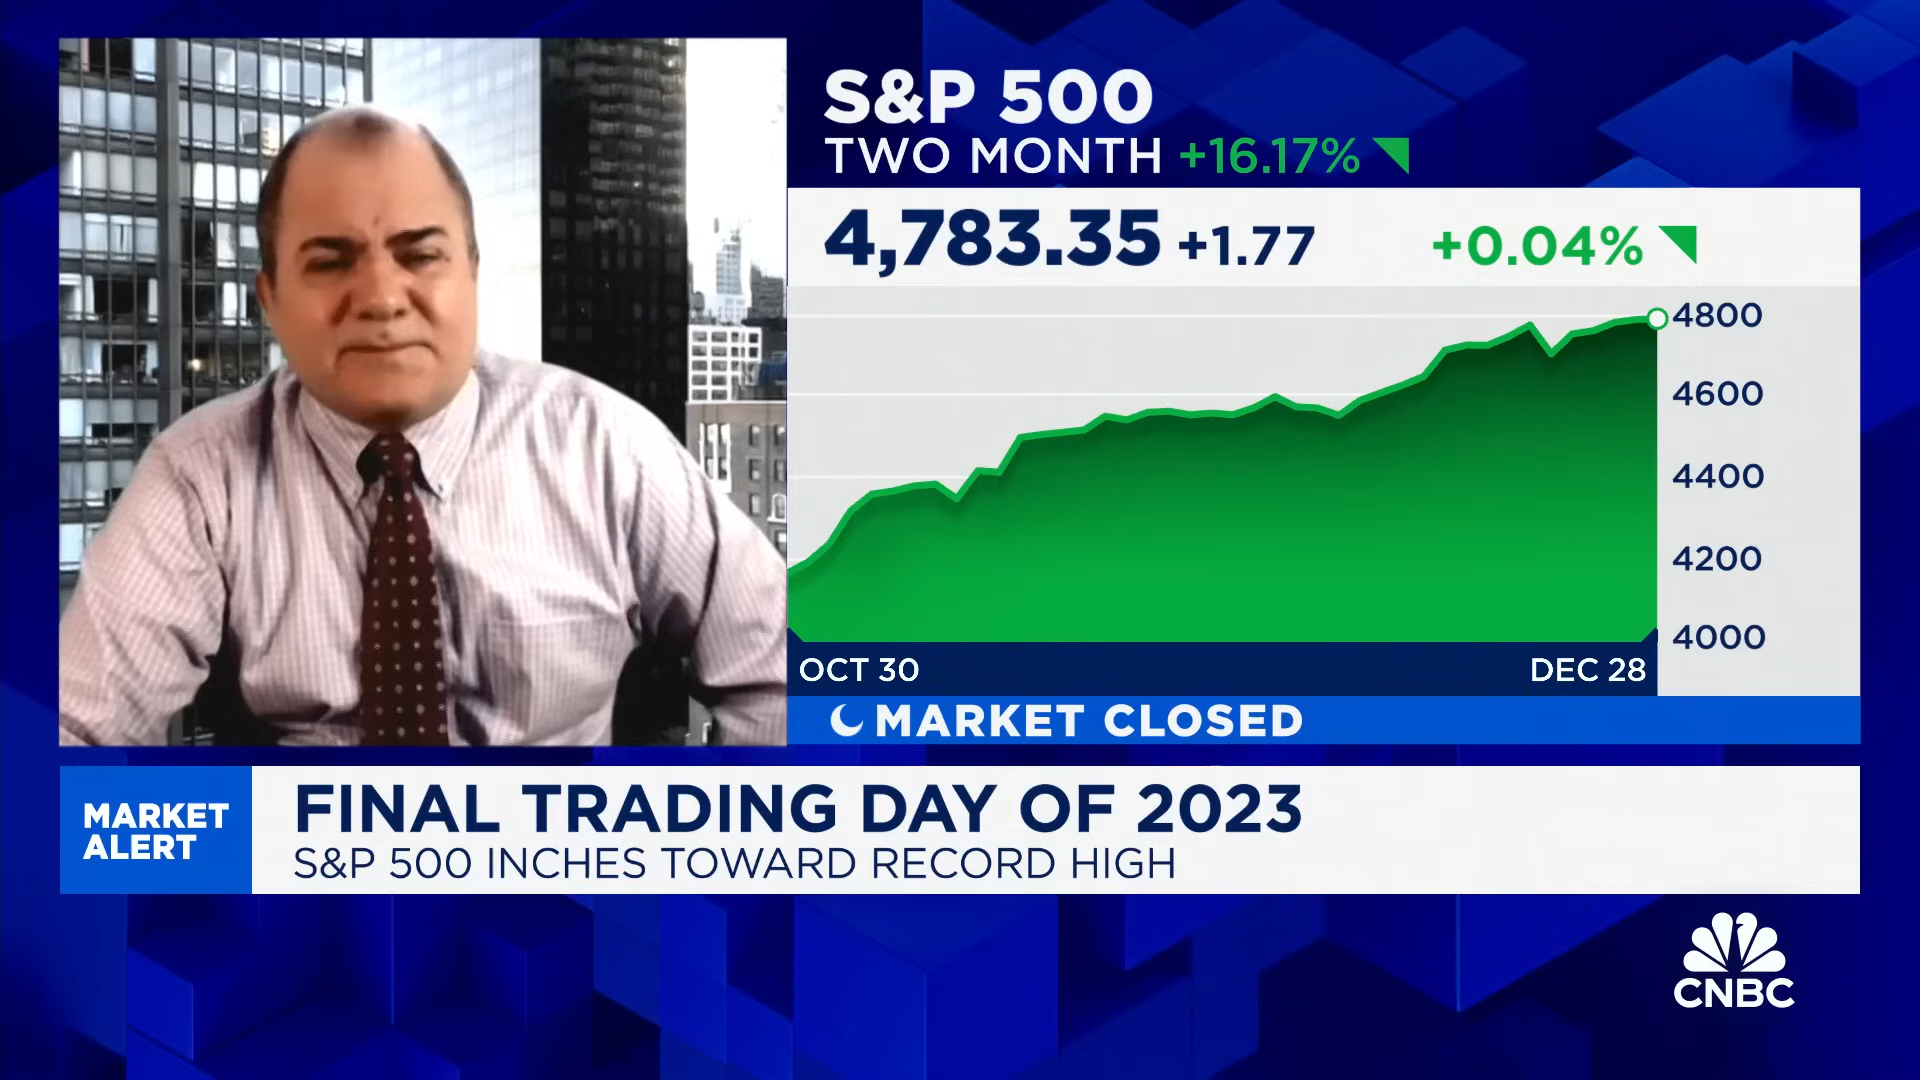 S&P 500
TWO MONTH +16.17%
4,783.35 +1.77 +0.04%
4800
4600
4400
4200
4000
OCT 30 DEC 28
MARKET CLOSED
MARKET
ALERT
FINAL TRADING DAY OF 2023
S&P 500 INCHES TOWARD RECORD HIGH
CNBC